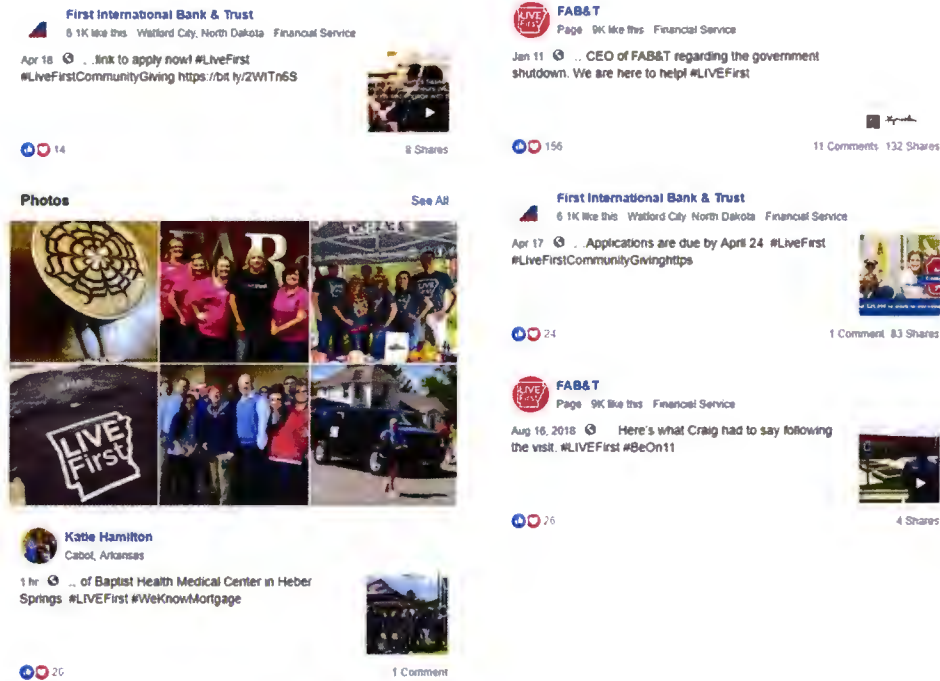 First International Bank & Trust
6 1K like this Watford City, North Dakota Financial Service
Apr 18 . ..link to apply now! #LiveFirst
#LiveFirstCommunityGiving https://bit ly/2WITn6S
14
8 Shares
Photos
See All
FAB
LIVE
First
Katie Hamilton
Cabot, Arkansas
1 hr .. of Baptist Health Medical Center in Heber
Springs #LIVEFirst #WeKnowMortgage
26
1 Comment
LIVE
First
FAB&T
Page 9K like this Financial Service
Jan 11 .. CEO of FAB&T regarding the government
shutdown. We are here to help! #LIVEFirst
156
11 Comments 132 Shares
First International Bank & Trust
6 1K like this Watford City North Dakota Financial Service
Apr 17 . ..Applications are due by April 24 #LiveFirst
#LiveFirstCommunityGivinghttps
24
1 Comment 83 Shares
LIVE
First
FAB&T
Page 9K like this Financial Service
Aug 16, 2018 Here's what Craig had to say following
the visit. #LIVEFirst #BeOn11
26
4 Shares